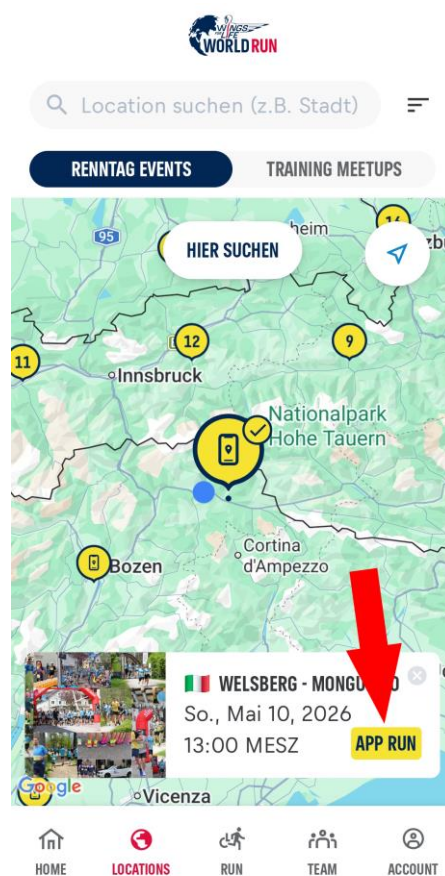 WINGS
FOR LIFE
WORLD RUN
Location suchen (z.B. Stadt)
RENNTAG EVENTS
TRAINING MEETUPS
95
HIER SUCHEN
12
9
11
Innsbruck
Nationalpark
Hohe Tauern
Cortina
d'Ampezzo
Bozen
WELSBERG - MONGU
So., Mai 10, 2026
13:00 MESZ
APP RUN
Google
Vicenza
HOME
LOCATIONS
RUN
TEAM
ACCOUNT